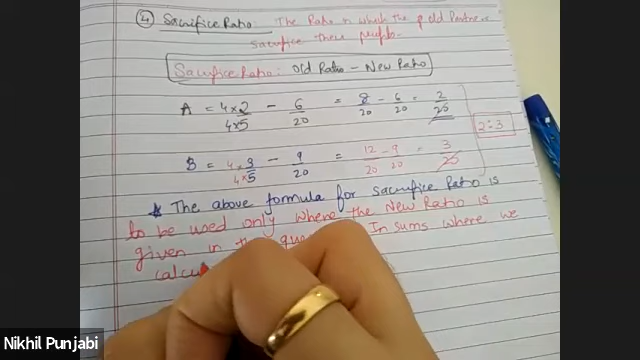 4 Sacrifice Ratio: The Ratio in which the old Partners
sacrifice their profits.
Sacrifice Ratio: Old Ratio - New Ratio
A = 4×2/4×5 - 6/20 = 8/20 - 6/20 = 2/25
2:3
B = 4×3/4×5 - 9/20 = 12/20 - 9/20 = 3/25
* The above formula for sacrifice Ratio is
to be used only where the New Ratio is
given in the In sums where we
Nikhil Punjabi